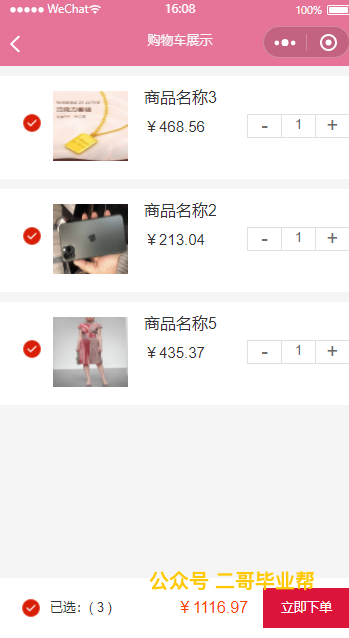 WeChat 16:08 100%
购物车展示
商品名称3
￥468.56
- 1 +
商品名称2
￥213.04
- 1 +
商品名称5
￥435.37
- 1 +
公众号 二哥毕业帮
已选：( 3 ) ￥1116.97 立即下单